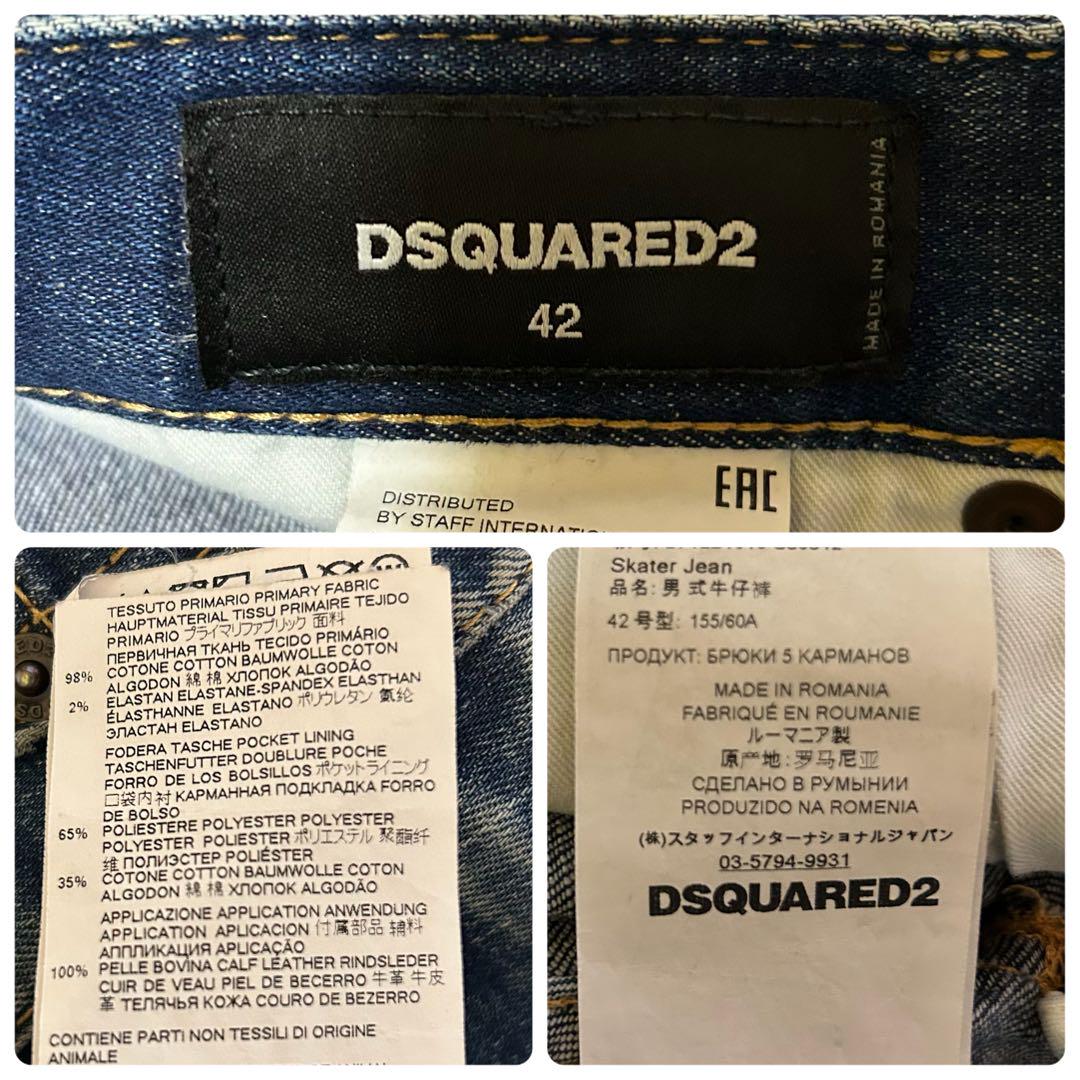 DSQUARED2
42
MADE IN ROMANIA
DISTRIBUTED
BY STAFF
EAC
TESSUTO PRIMARIO PRIMARY FABRIC
HAUPTMATERIAL TISSU PRIMAIRE TEJIDO
PRIMARIO プライマリファブリック 面料
ПЕРВИЧНАЯ ТКАНЬ TECIDO PRIMÁRIO
98% COTONE COTTON BAUMWOLLE COTON
ALGODON 綿 棉 ХЛОПОК ALGODÃO
2% ELASTAN ELASTANE-SPANDEX ELASTHAN
ÉLASTHANNE ELASTANO ポリウレタン 氨纶
ЭЛАСТАН ELASTANO
FODERA TASCHE POCKET LINING
TASCHENFUTTER DOUBLURE POCHE
FORRO DE LOS BOLSILLOS ポケットライニング
口袋内衬 КАРМАННАЯ ПОДКЛАДКА FORRO
DE BOLSO
65% POLIESTERE POLYESTER POLYESTER
POLYESTER POLIESTER ポリエステル 聚酯纤
维 ПОЛИЭСТЕР POLIÉSTER
35% COTONE COTTON BAUMWOLLE COTON
ALGODON 綿 棉 ХЛОПОК ALGODÃO
APPLICAZIONE APPLICATION ANWENDUNG
APPLICATION APLICACION 付属部品 辅料
АППЛИКАЦИЯ APLICAÇÃO
100% PELLE BOVINA CALF LEATHER RINDSLEDER
CUIR DE VEAU PIEL DE BECERRO 牛革 牛皮
革 ТЕЛЯЧЬЯ КОЖА COURO DE BEZERRO
CONTIENE PARTI NON TESSILI DI ORIGINE
ANIMALE
Skater Jean
品名: 男式牛仔裤
42 号型: 155/60A
ПРОДУКТ: БРЮКИ 5 КАРМАНОВ
MADE IN ROMANIA
FABRIQUÉ EN ROUMANIE
ルーマニア製
原产地: 罗马尼亚
СДЕЛАНО В РУМЫНИИ
PRODUZIDO NA ROMENIA
(株)スタッフインターナショナルジャパン
03-5794-9931
DSQUARED2